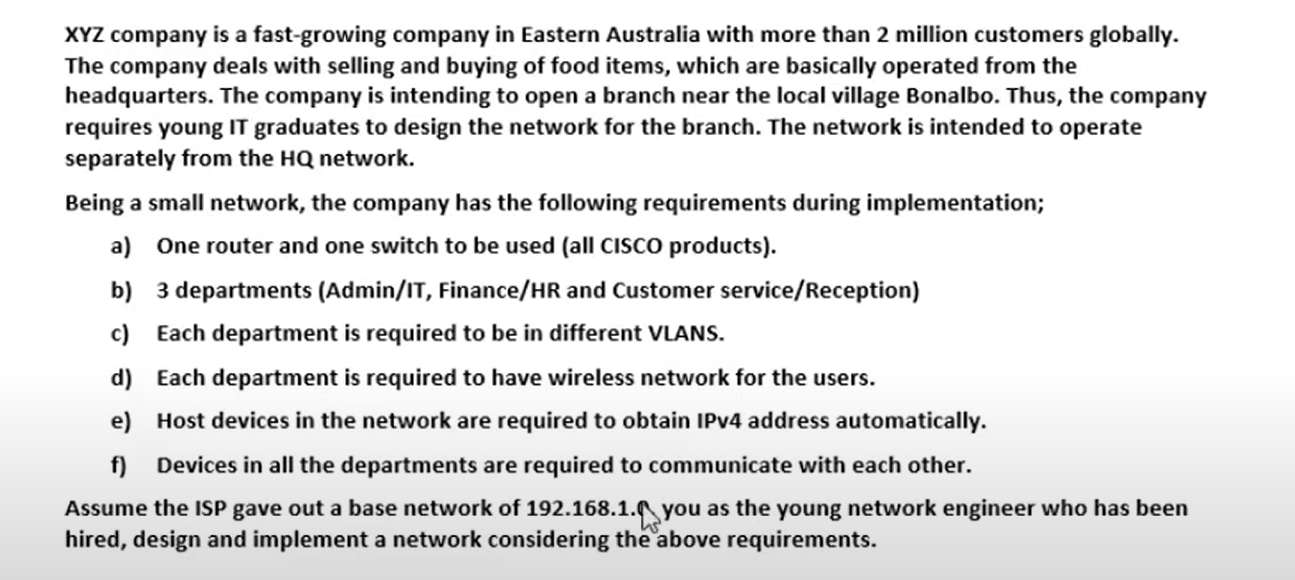 XYZ company is a fast-growing company in Eastern Australia with more than 2 million customers globally.
The company deals with selling and buying of food items, which are basically operated from the
headquarters. The company is intending to open a branch near the local village Bonalbo. Thus, the company
requires young IT graduates to design the network for the branch. The network is intended to operate
separately from the HQ network.
Being a small network, the company has the following requirements during implementation;
a) One router and one switch to be used (all CISCO products).
b) 3 departments (Admin/IT, Finance/HR and Customer service/Reception)
c) Each department is required to be in different VLANS.
d) Each department is required to have wireless network for the users.
e) Host devices in the network are required to obtain IPv4 address automatically.
f) Devices in all the departments are required to communicate with each other.
Assume the ISP gave out a base network of 192.168.1.0, you as the young network engineer who has been
hired, design and implement a network considering the above requirements.